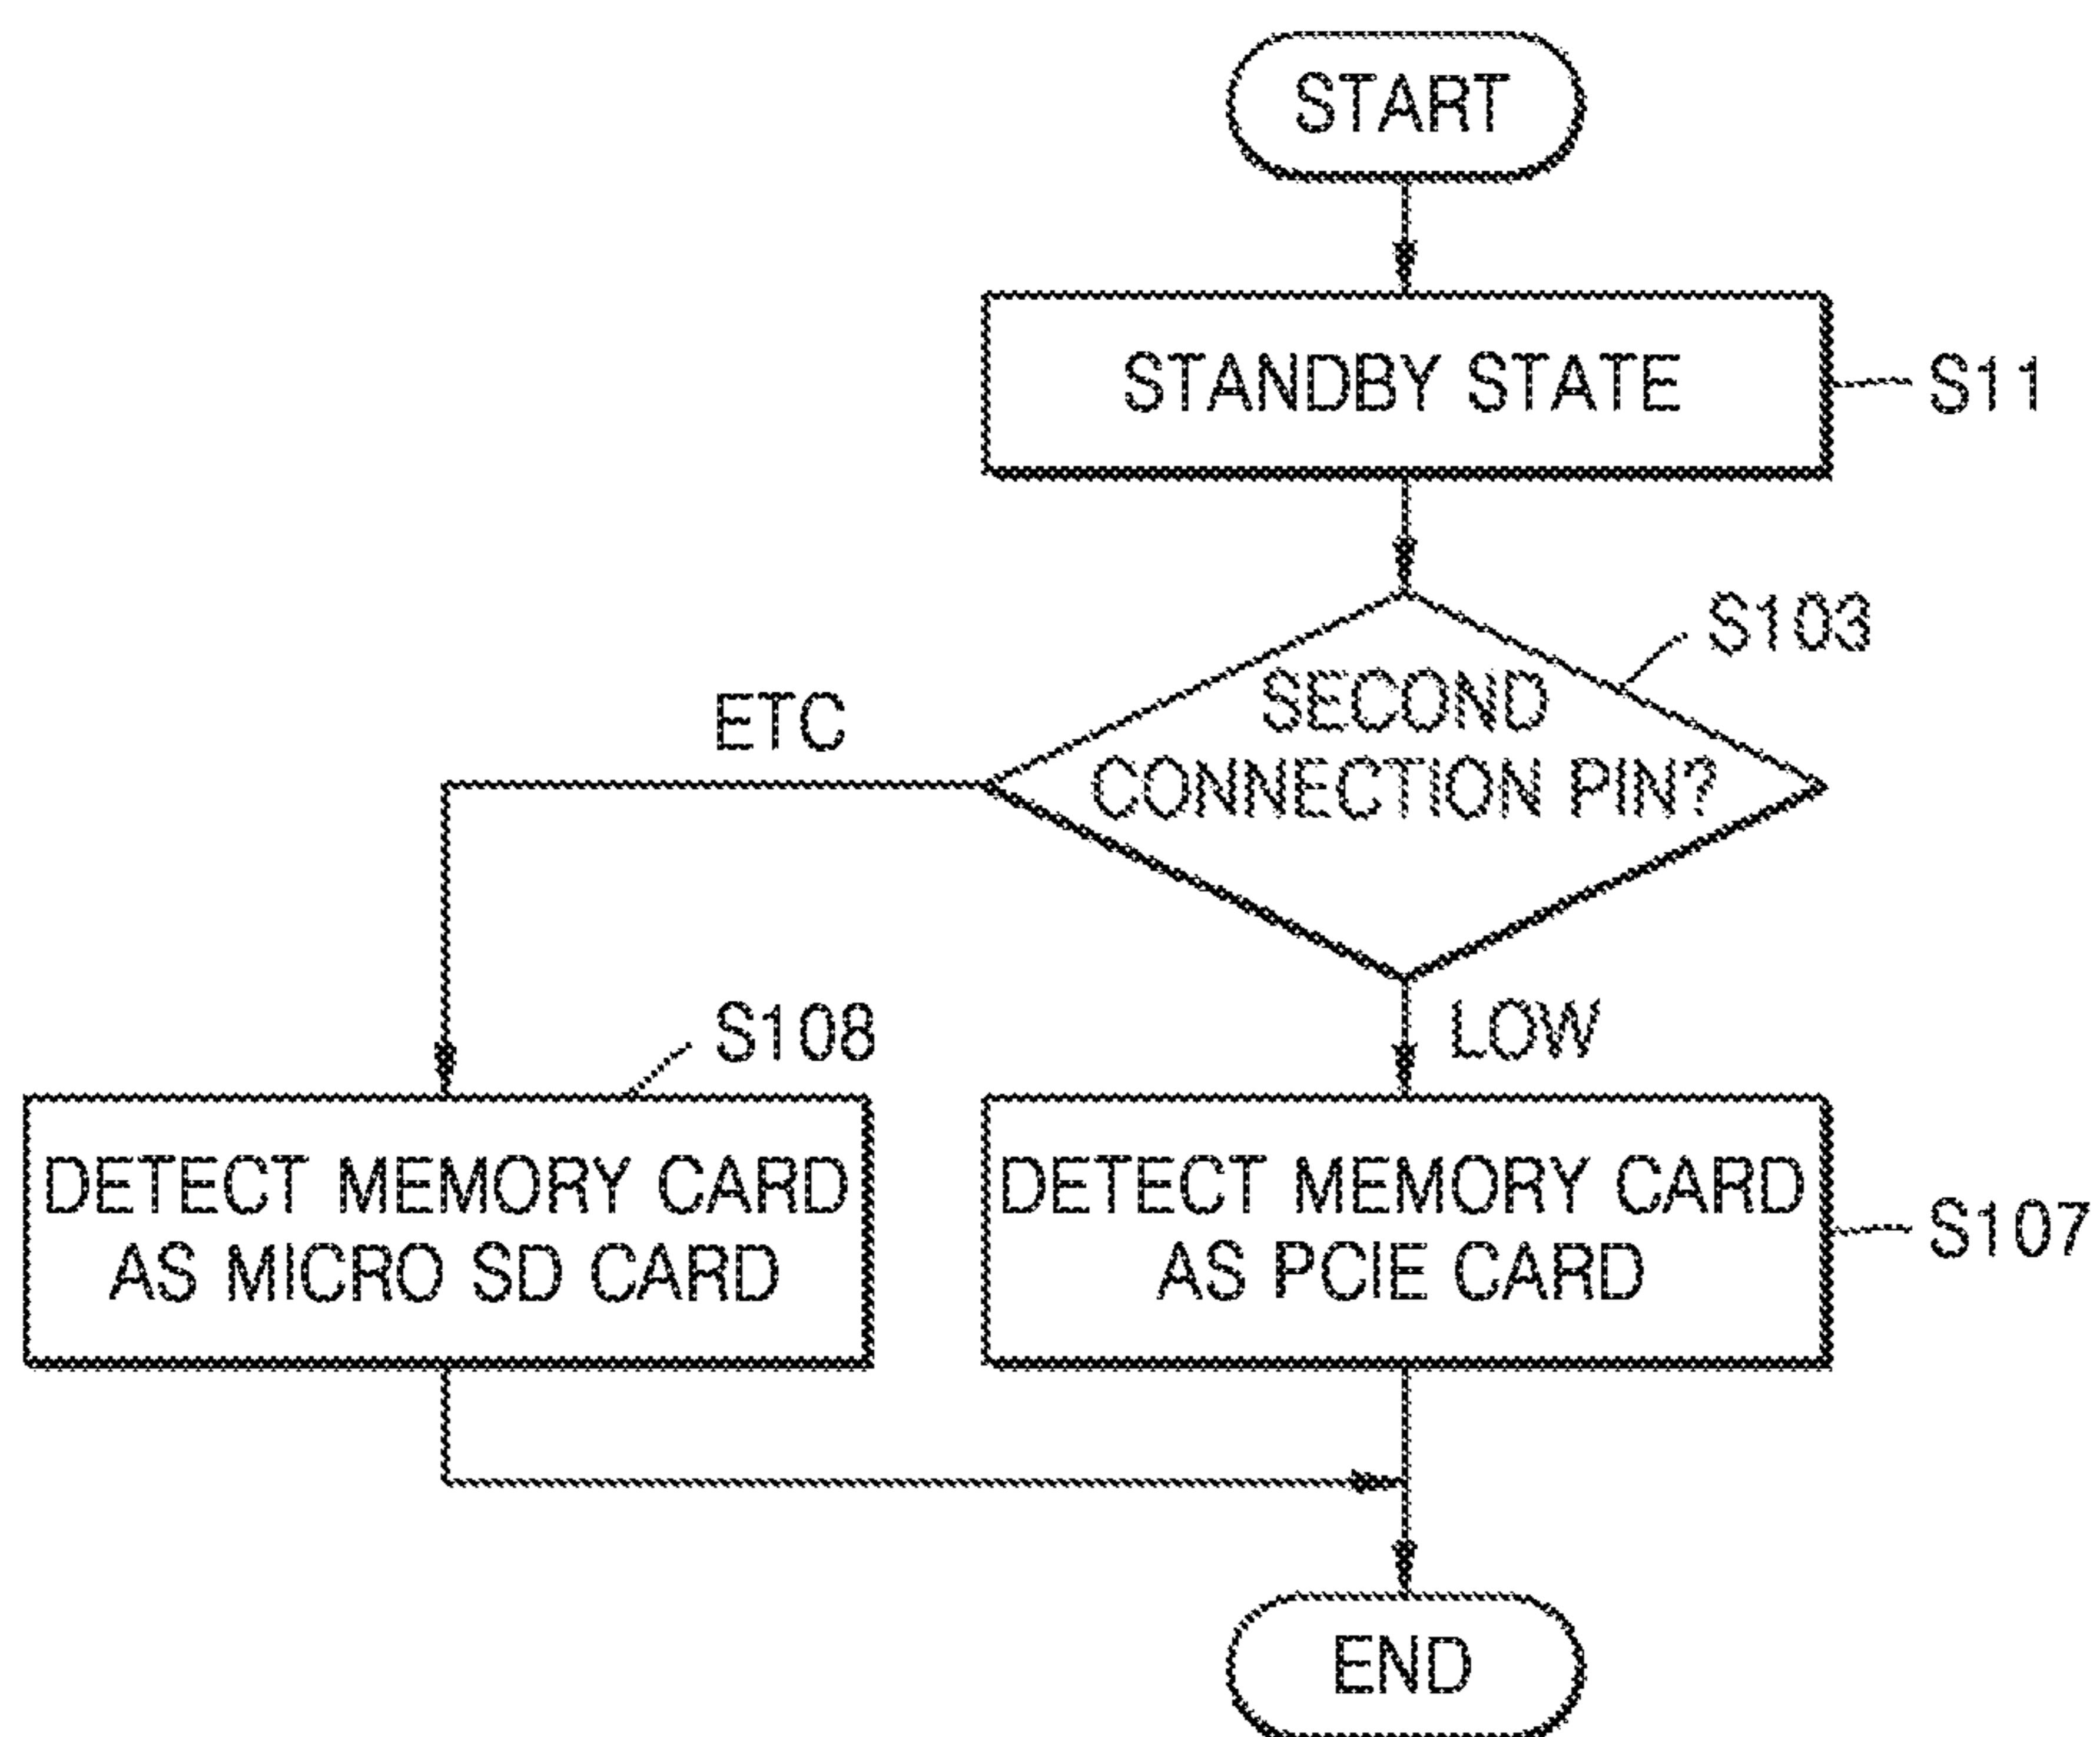 START
STANDBY STATE
S11
S103
SECOND
CONNECTION PIN?
ETC
LOW
S108
DETECT MEMORY CARD
AS MICRO SD CARD
DETECT MEMORY CARD
AS PCIE CARD
S107
END